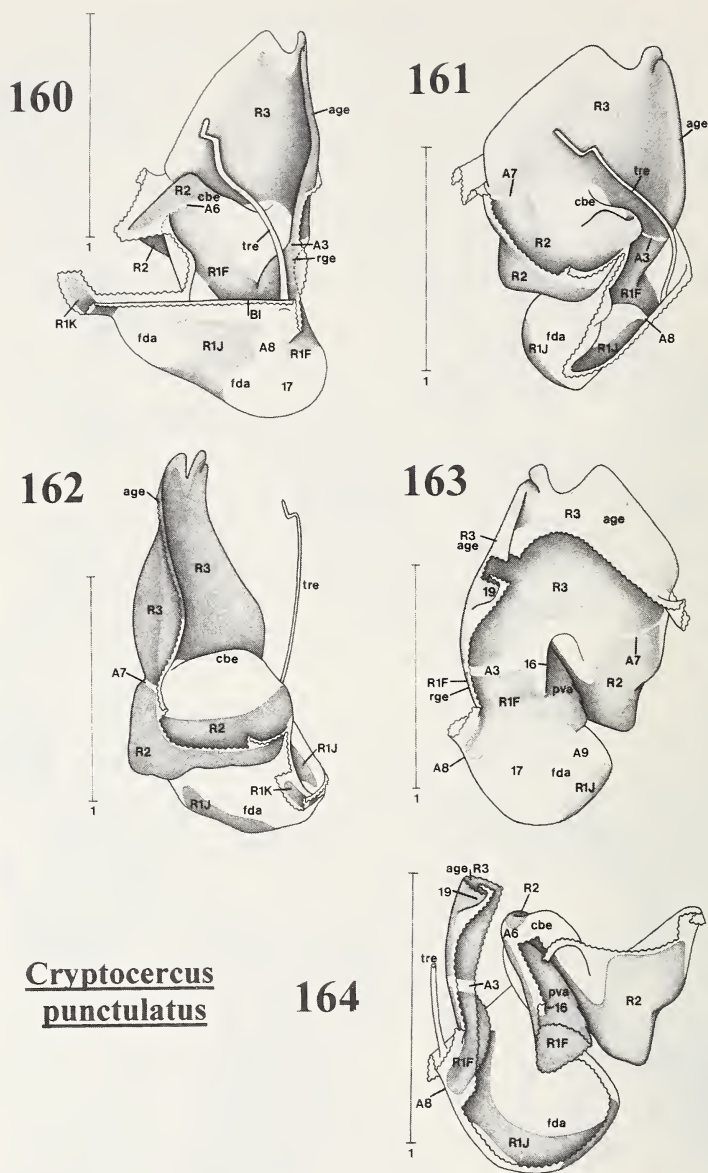 160
R3
age
R2
cbe
A6
tre
A3
rge
R2
R1F
R1K
Bl
fda
R1J
A8
R1F
fda
17
1
161
R3
age
A7
tre
cbe
R2
A3
R2
R1F
fda
A8
R1J
R1J
1
162
age
R3
tre
R3
cbe
A7
R2
R2
R1J
R1K
R1J
fda
1
163
R3
age
R3
age
R3
19
16
A7
A3
R1F
rge
pva
R2
R1F
A8
A9
17
fda
R1J
1
Cryptocercus
punctulatus
164
age R3
R2
19
cbe
A6
tre
A3
pva
16
R2
R1F
R1F
A8
fda
R1J
1